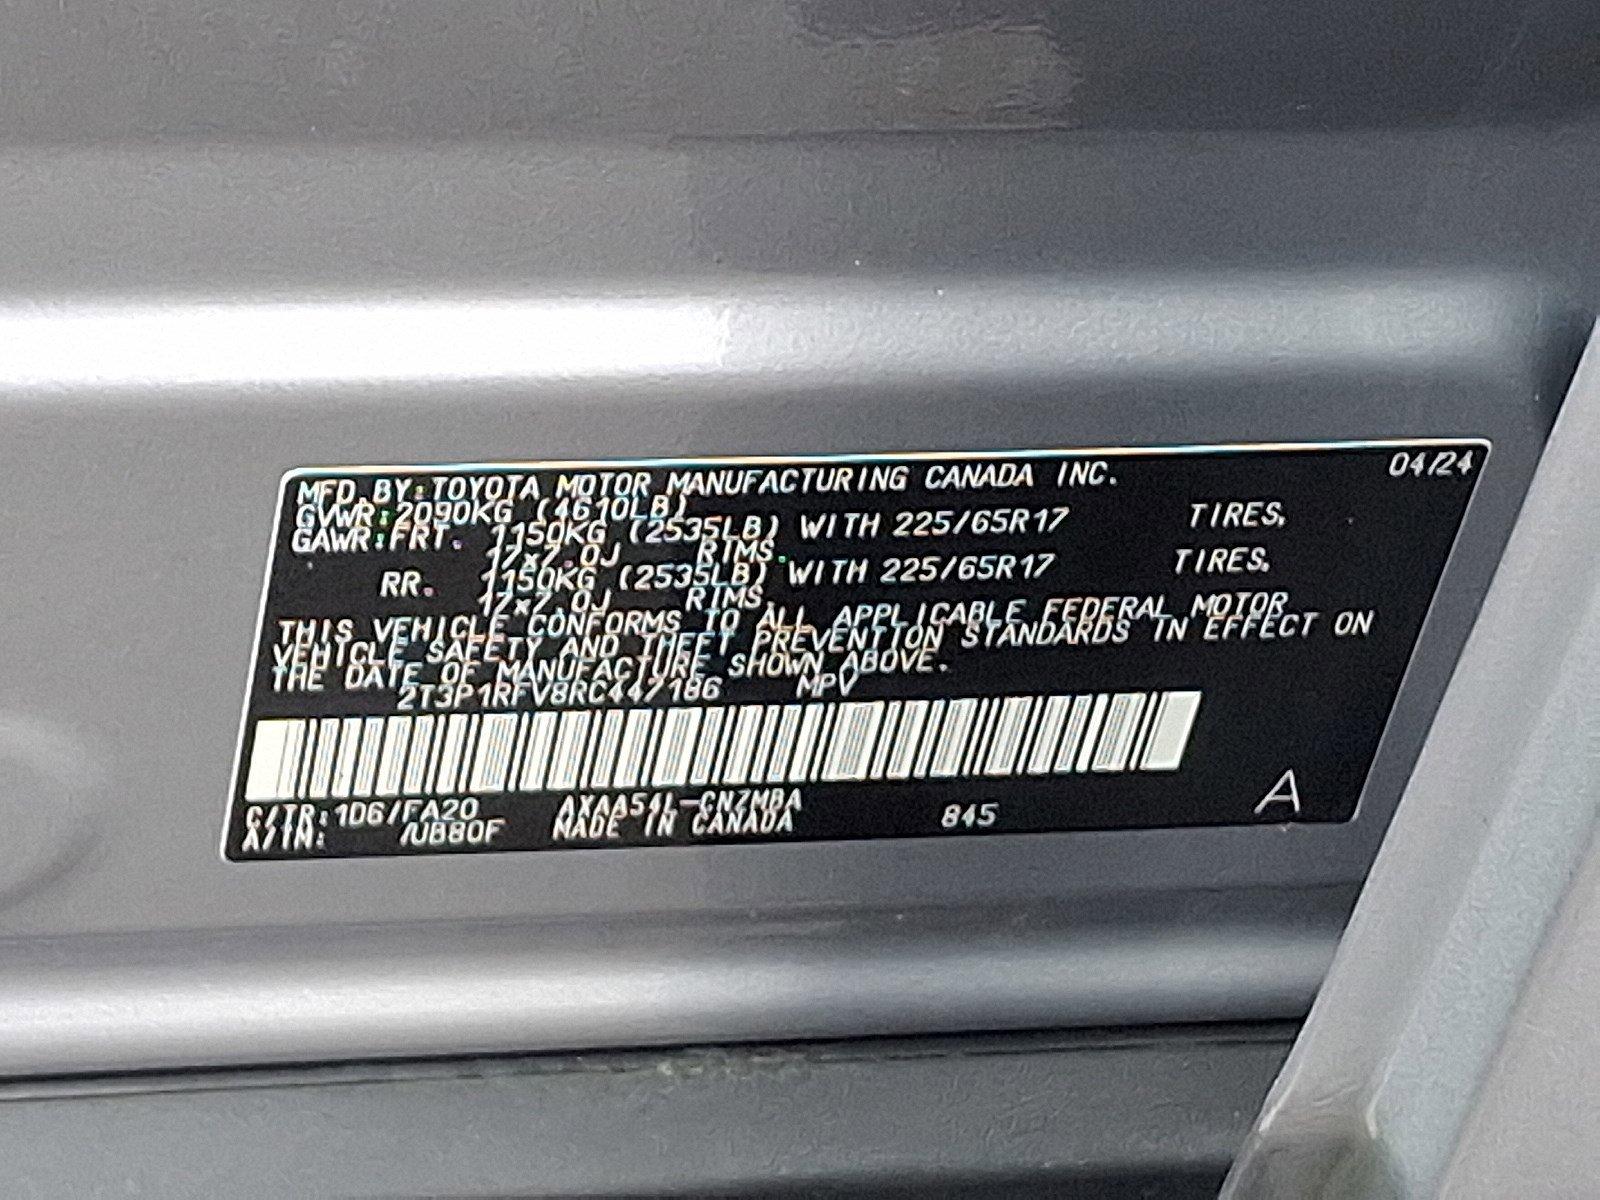 MFD.BY:TOYOTA MOTOR MANUFACTURING CANADA INC. 04/24
GVWR:2090KG (4610LB)
GAWR:FRT. 1150KG (2535LB) WITH 225/65R17 TIRES.
17x7.0J RIMS.
RR. 1150KG (2535LB) WITH 225/65R17 TIRES.
17x7.0J RIMS.
THIS VEHICLE CONFORMS TO ALL APPLICABLE FEDERAL MOTOR
VEHICLE SAFETY AND THEFT PREVENTION STANDARDS IN EFFECT ON
THE DATE OF MANUFACTURE SHOWN ABOVE.
2T3P1RFV8RC447186 MPV
C/TR:1D6/FA20 AXAA54L-CNZMBA 845 A
A/TM: /UB80F MADE IN CANADA